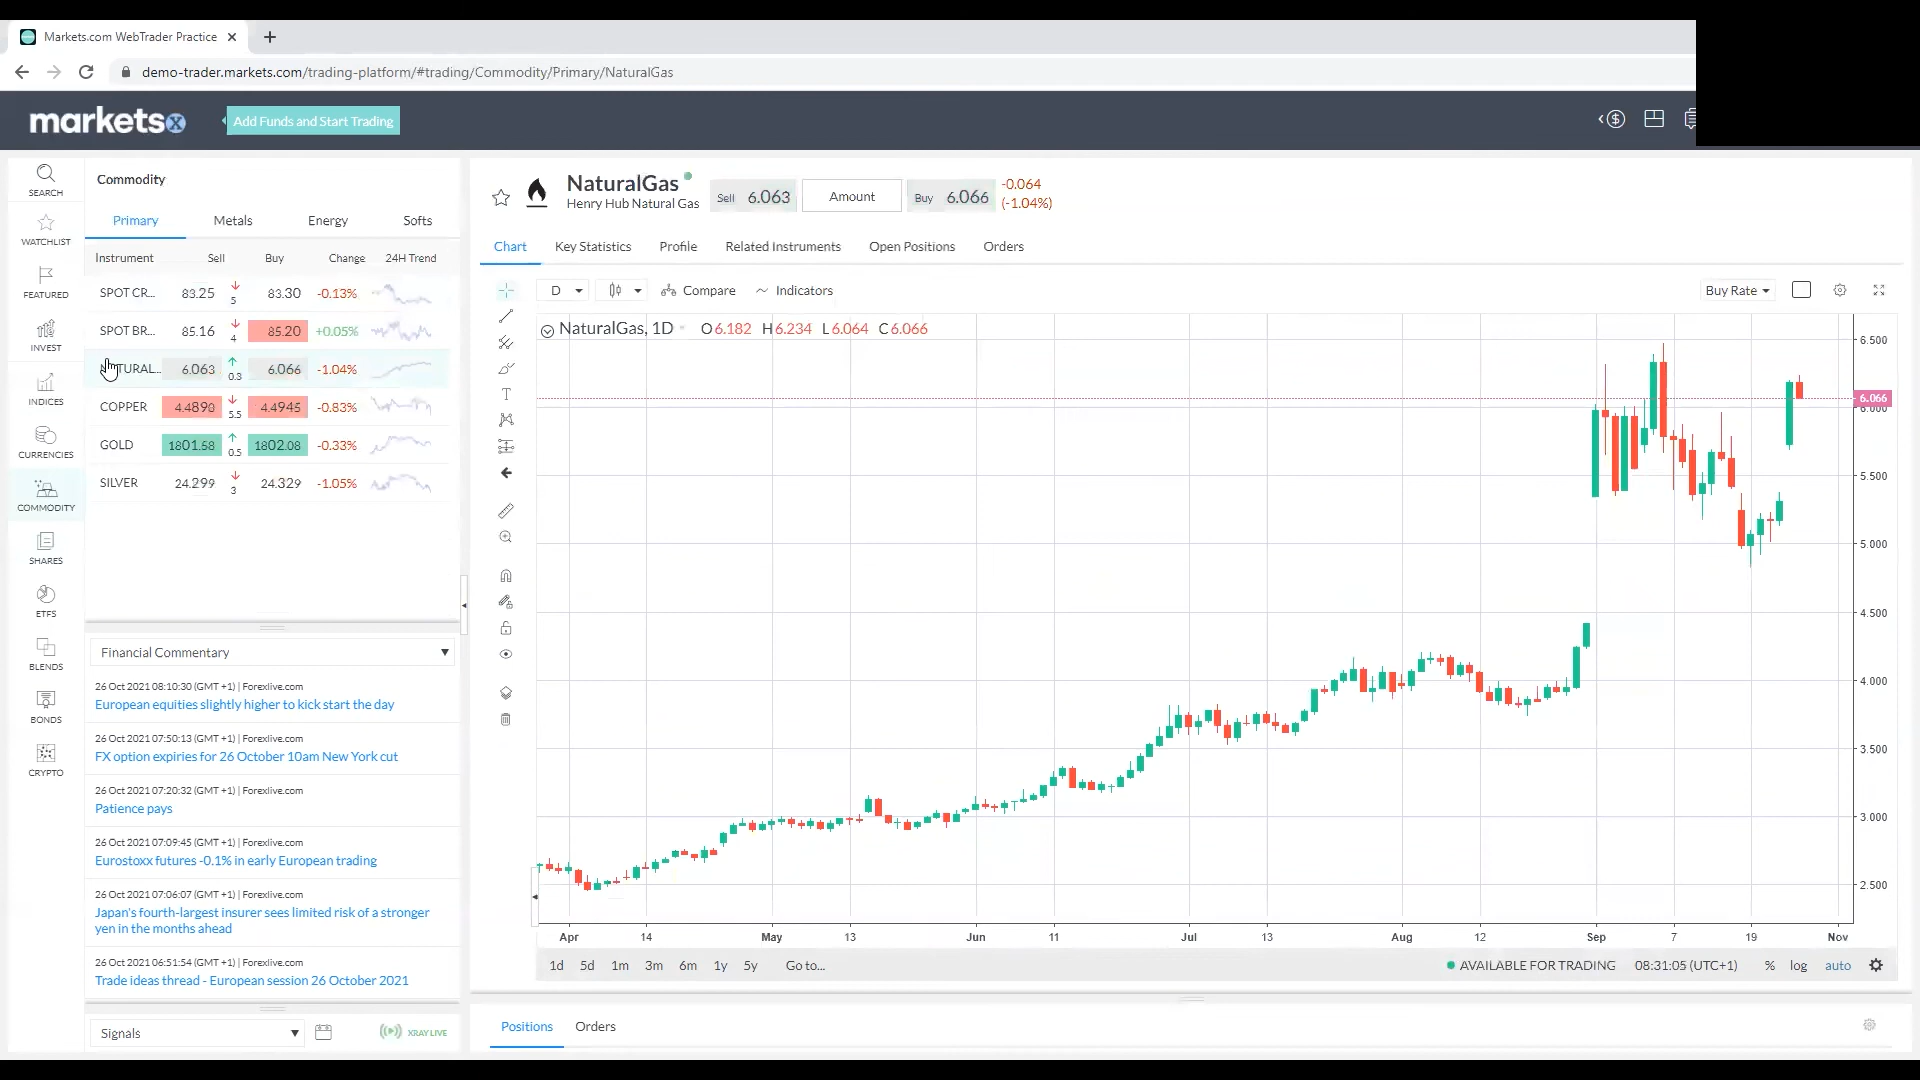 Markets.com WebTrader Practice
demo-trader.markets.com/trading-platform/#trading/Commodity/Primary/NaturalGas
marketsx
Add Funds and Start Trading
SEARCH
WATCHLIST
FEATURED
INVEST
INDICES
CURRENCIES
COMMODITY
SHARES
ETFS
BLENDS
BONDS
CRYPTO
Commodity
Primary Metals Energy Softs
Instrument Sell Buy Change 24H Trend
SPOT CR... 83.25 5 83.30 -0.13%
SPOT BR... 85.16 4 85.20 +0.05%
6.063 0.3 6.066 -1.04%
COPPER 4.4890 5.5 4.4945 -0.83%
GOLD 1801.58 0.5 1802.08 -0.33%
SILVER 24.299 3 24.329 -1.05%
Financial Commentary
26 Oct 2021 08:10:30 (GMT +1) | Forexlive.com
European equities slightly higher to kick start the day
26 Oct 2021 07:50:13 (GMT +1) | Forexlive.com
FX option expiries for 26 October 10am New York cut
26 Oct 2021 07:20:32 (GMT +1) | Forexlive.com
Patience pays
26 Oct 2021 07:09:45 (GMT +1) | Forexlive.com
Eurostoxx futures -0.1% in early European trading
26 Oct 2021 07:06:07 (GMT +1) | Forexlive.com
Japan's fourth-largest insurer sees limited risk of a stronger
yen in the months ahead
26 Oct 2021 06:51:54 (GMT +1) | Forexlive.com
Trade ideas thread - European session 26 October 2021
Signals XRAY LIVE
NaturalGas
Henry Hub Natural Gas
Sell 6.063 Amount Buy 6.066
-0.064
(-1.04%)
Chart Key Statistics Profile Related Instruments Open Positions Orders
D Compare Indicators Buy Rate
NaturalGas, 1D O6.182 H6.234 L6.064 C6.066
6.500
6.066
6.000
5.500
5.000
4.500
4.000
3.500
3.000
2.500
Apr 14 May 13 Jun 11 Jul 13 Aug 12 Sep 7 19 Nov
1d 5d 1m 3m 6m 1y 5y Go to... AVAILABLE FOR TRADING 08:31:05 (UTC+1) % log auto
Positions Orders